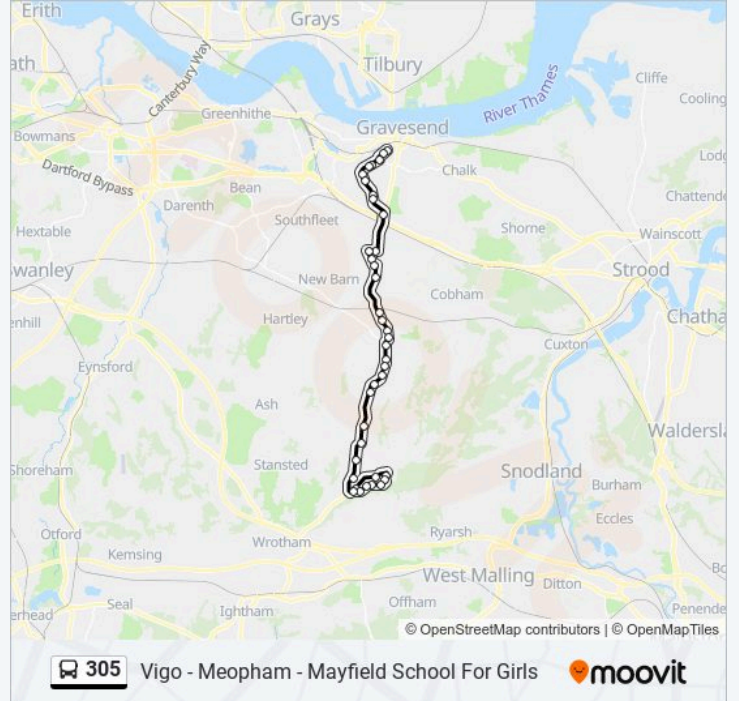 Erith
Grays
Tilbury
ath
Canterbury Way
Cliffe
Greenhithe
River Thames
Cooling
Gravesend
Bowmans
Lodg
Chalk
Dartford Bypass
Bean
Chattende
Darenth
Southfleet
Shorne
Wainscott
Hextable
Swanley
Strood
New Barn
Cobham
Hartley
Chatha
enhill
Cuxton
Eynsford
Ash
Waldersla
Stansted
Snodland
Shoreham
Burham
Eccles
Otford
Wrotham
Ryarsh
Kemsing
West Malling
Ditton
Bo
Seal
Offham
Penende
erhead
Ightham
© OpenStreetMap contributors | © OpenMapTiles
305 Vigo - Meopham - Mayfield School For Girls moovit